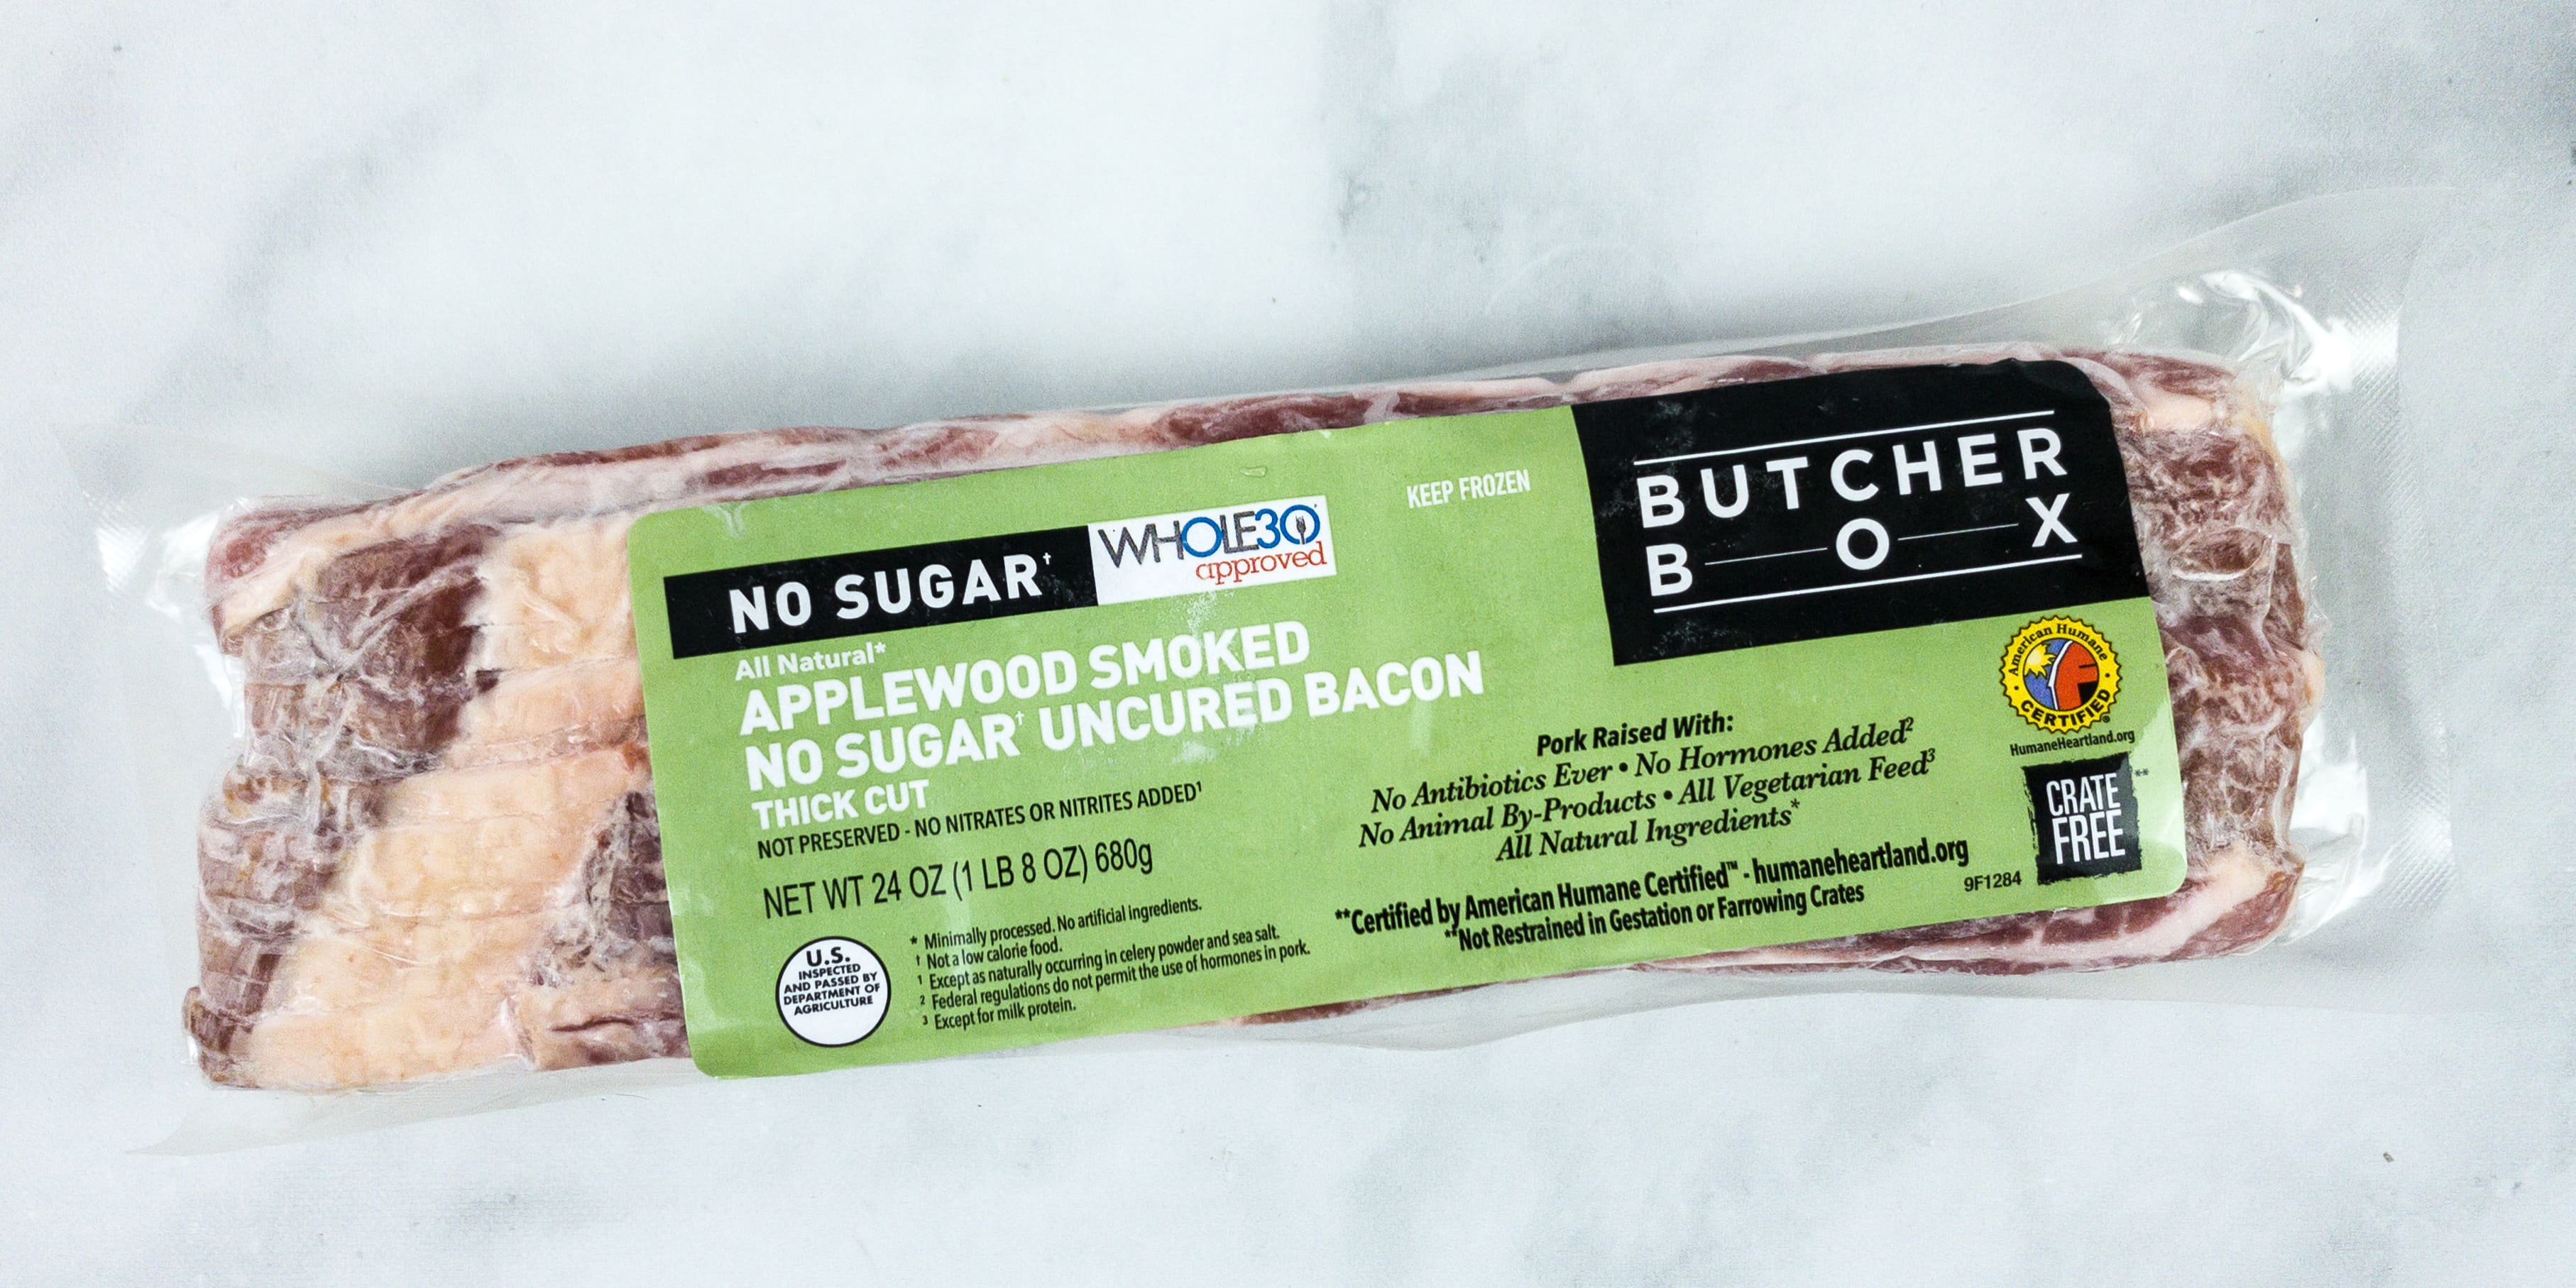 KEEP FROZEN
BUTCHER
B O X
NO SUGAR†
WHOLE30
approved
All Natural*
APPLEWOOD SMOKED
NO SUGAR† UNCURED BACON
THICK CUT
NOT PRESERVED - NO NITRATES OR NITRITES ADDED¹
NET WT 24 OZ (1 LB 8 OZ) 680g
U.S.
INSPECTED
AND PASSED BY
DEPARTMENT OF
AGRICULTURE
* Minimally processed. No artificial ingredients.
† Not a low calorie food.
¹ Except as naturally occurring in celery powder and sea salt.
² Federal regulations do not permit the use of hormones in pork.
³ Except for milk protein.
Pork Raised With:
No Antibiotics Ever • No Hormones Added²
No Animal By-Products • All Vegetarian Feed³
All Natural Ingredients*
**Certified by American Humane Certified™ - humaneheartland.org
**Not Restrained in Gestation or Farrowing Crates
American Humane
CERTIFIED®
HumaneHeartland.org
CRATE**
FREE
9F1284